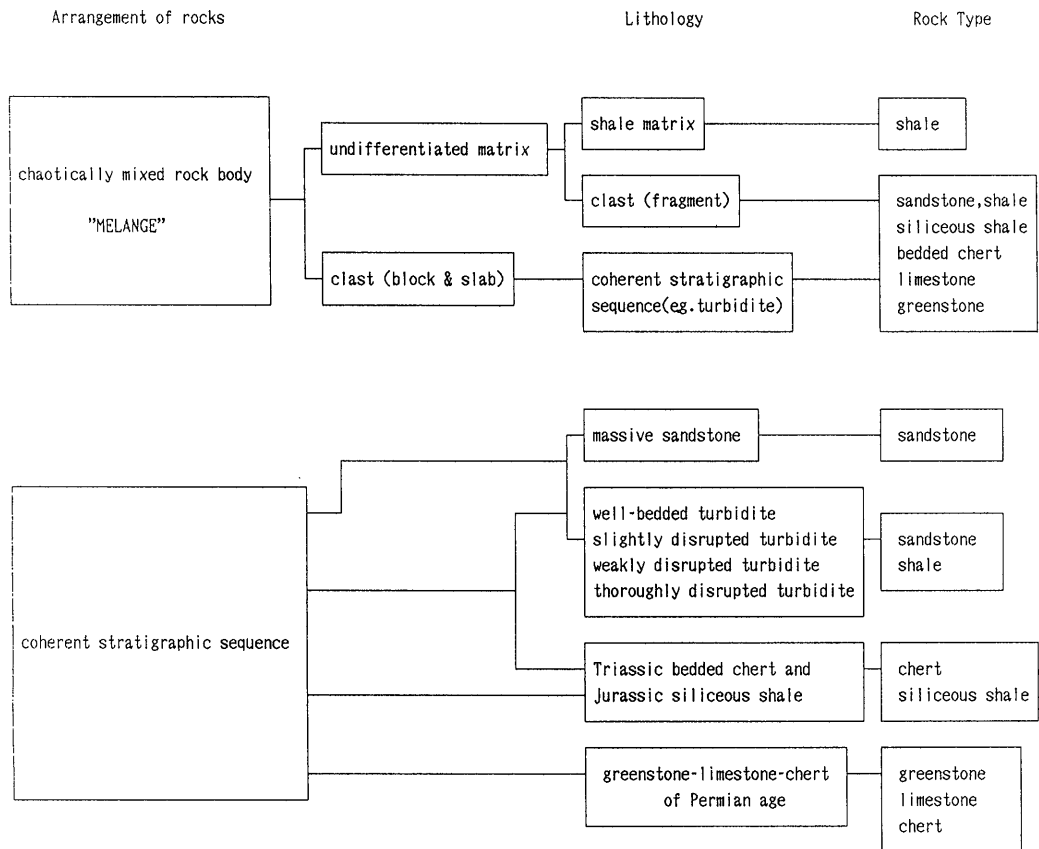 Arrangement of rocks
Lithology
Rock Type
chaotically mixed rock body
"MELANGE"
undifferentiated matrix
clast (block & slab)
shale matrix
clast (fragment)
coherent stratigraphic
sequence(eg.turbidite)
shale
sandstone,shale
siliceous shale
bedded chert
limestone
greenstone
coherent stratigraphic sequence
massive sandstone
well-bedded turbidite
slightly disrupted turbidite
weakly disrupted turbidite
thoroughly disrupted turbidite
Triassic bedded chert and
Jurassic siliceous shale
greenstone-limestone-chert
of Permian age
sandstone
sandstone
shale
chert
siliceous shale
greenstone
limestone
chert